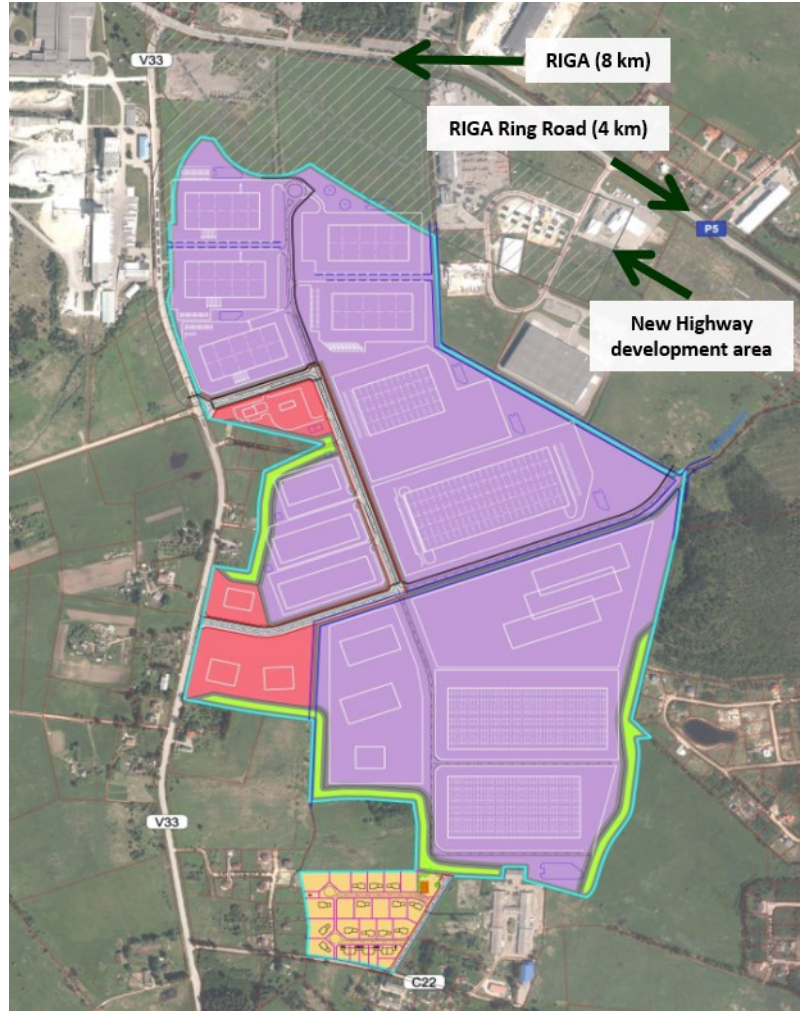 V33
RIGA (8 km)
RIGA Ring Road (4 km)
P5
New Highway
development area
V33
C22